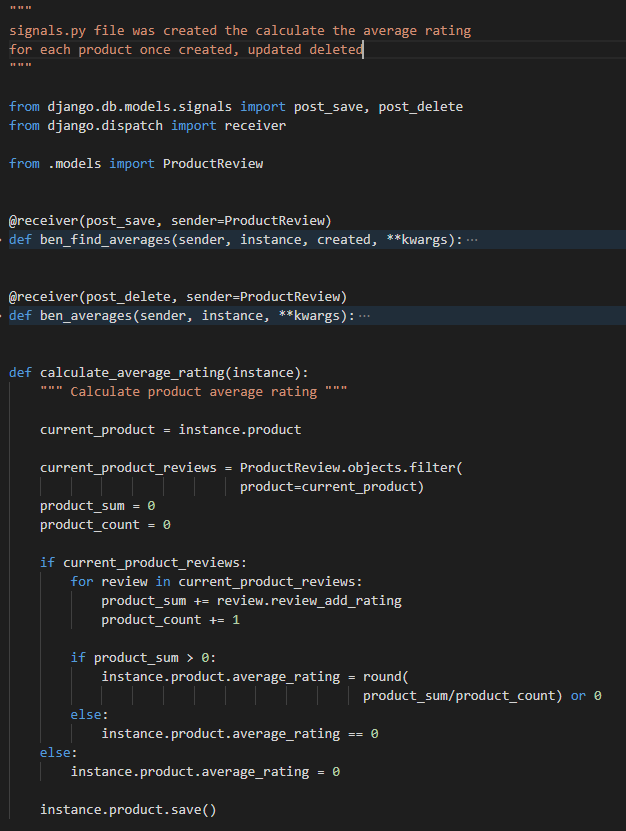 """
signals.py file was created the calculate the average rating
for each product once created, updated deleted
"""
from django.db.models.signals import post_save, post_delete
from django.dispatch import receiver
from .models import ProductReview
@receiver(post_save, sender=ProductReview)
def ben_find_averages(sender, instance, created, **kwargs): ···
@receiver(post_delete, sender=ProductReview)
def ben_averages(sender, instance, **kwargs): ···
def calculate_average_rating(instance):
""" Calculate product average rating """
current_product = instance.product
current_product_reviews = ProductReview.objects.filter(
product=current_product)
product_sum = 0
product_count = 0
if current_product_reviews:
for review in current_product_reviews:
product_sum += review.review_add_rating
product_count += 1
if product_sum > 0:
instance.product.average_rating = round(
product_sum/product_count) or 0
else:
instance.product.average_rating == 0
else:
instance.product.average_rating = 0
instance.product.save()